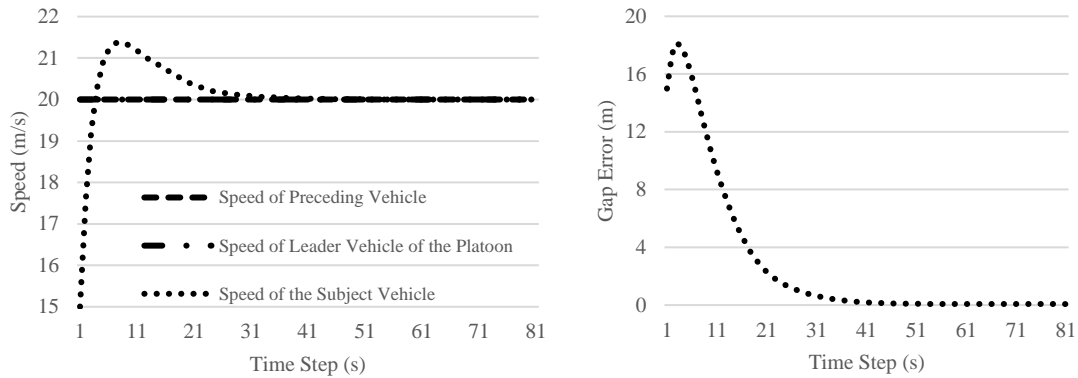 22
21
20
19
18
17
16
15
Speed (m/s)
Speed of Preceding Vehicle
Speed of Leader Vehicle of the Platoon
Speed of the Subject Vehicle
1 11 21 31 41 51 61 71 81
Time Step (s)
20
16
12
8
4
0
Gap Error (m)
1 11 21 31 41 51 61 71 81
Time Step (s)